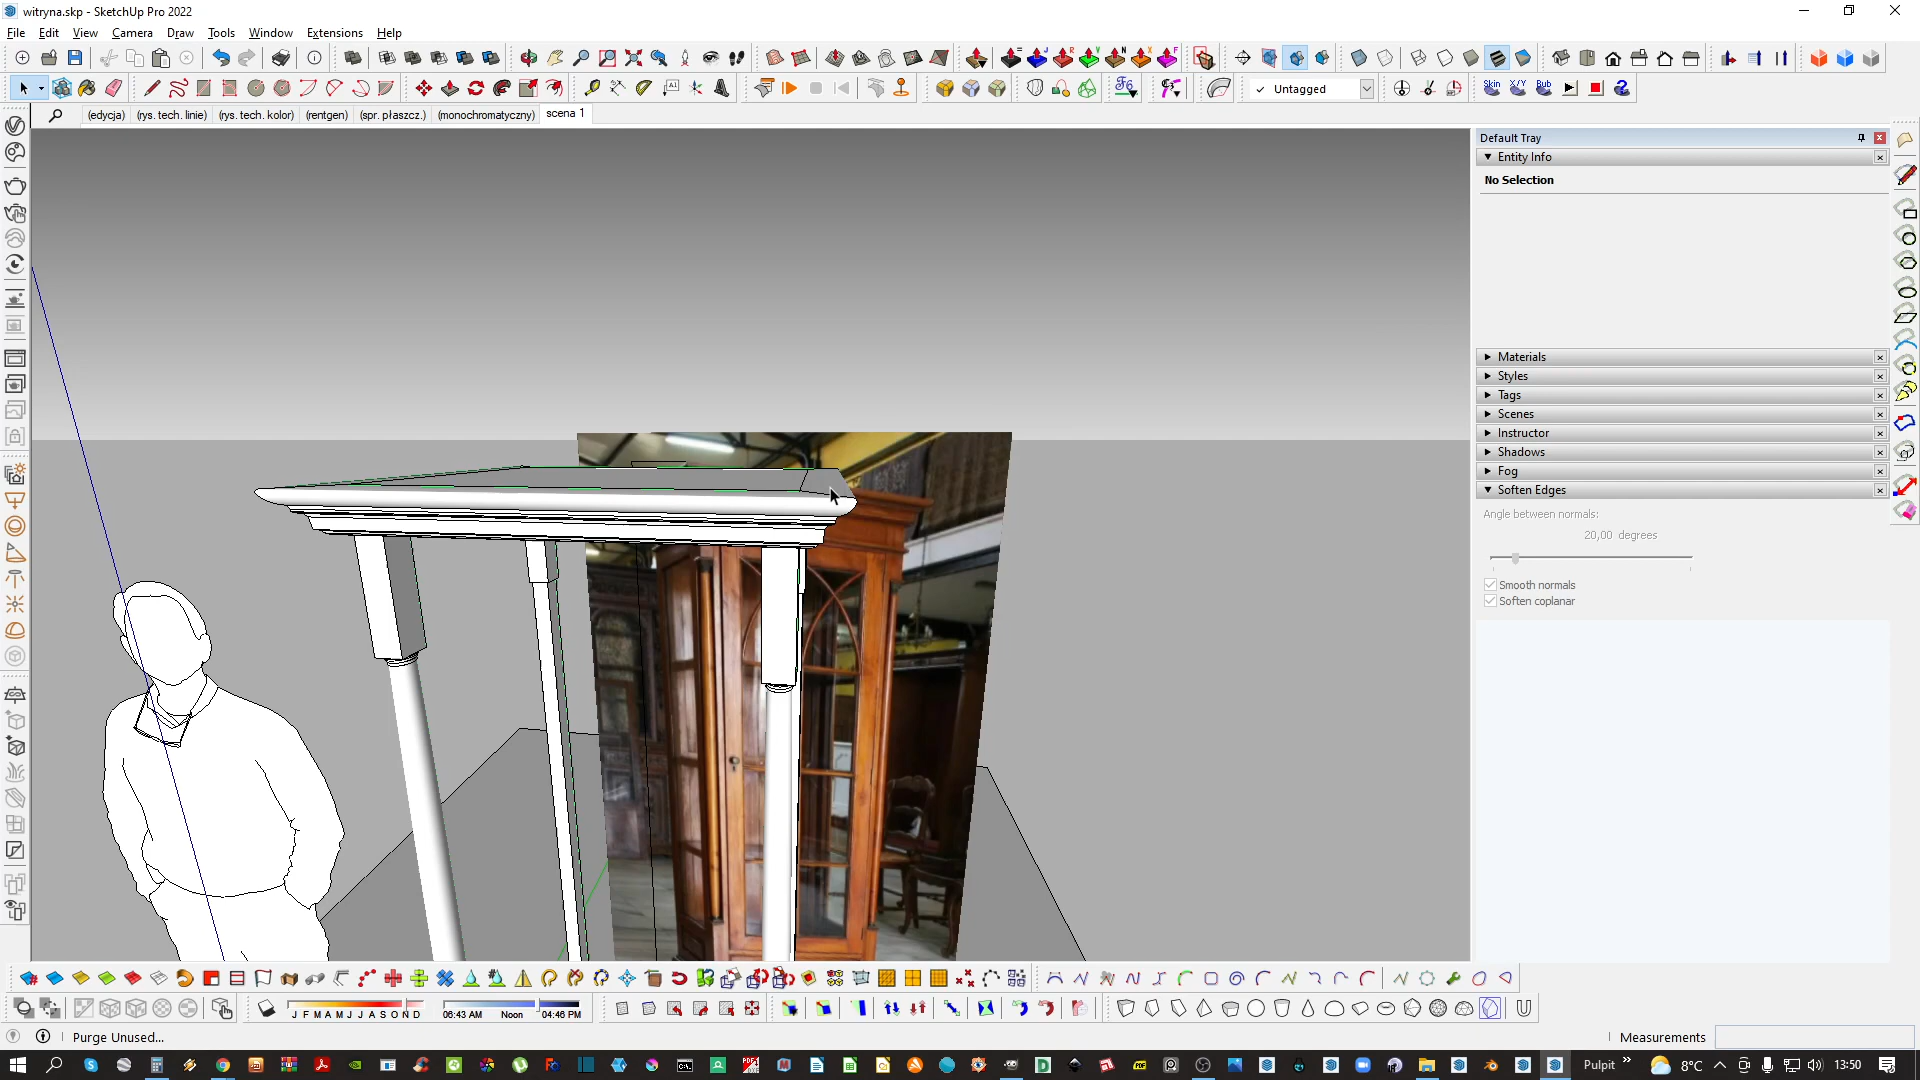 witryna.skp - SketchUp Pro 2022
File Edit View Camera Draw Tools Window Extensions Help
Untagged
Skin X/Y Bub
(edycja) (rys. tech. linie) (rys. tech. kolor) (rentgen) (spr. płaszcz.) (monochromatyczny) scena 1
Default Tray
Entity Info
No Selection
Materials
Styles
Tags
Scenes
Instructor
Shadows
Fog
Soften Edges
Angle between normals:
20,00 degrees
Smooth normals
Soften coplanar
J F M A M J J A S O N D 06:43 AM Noon 04:46 PM
Purge Unused... Measurements
Pulpit 8°C 13:50